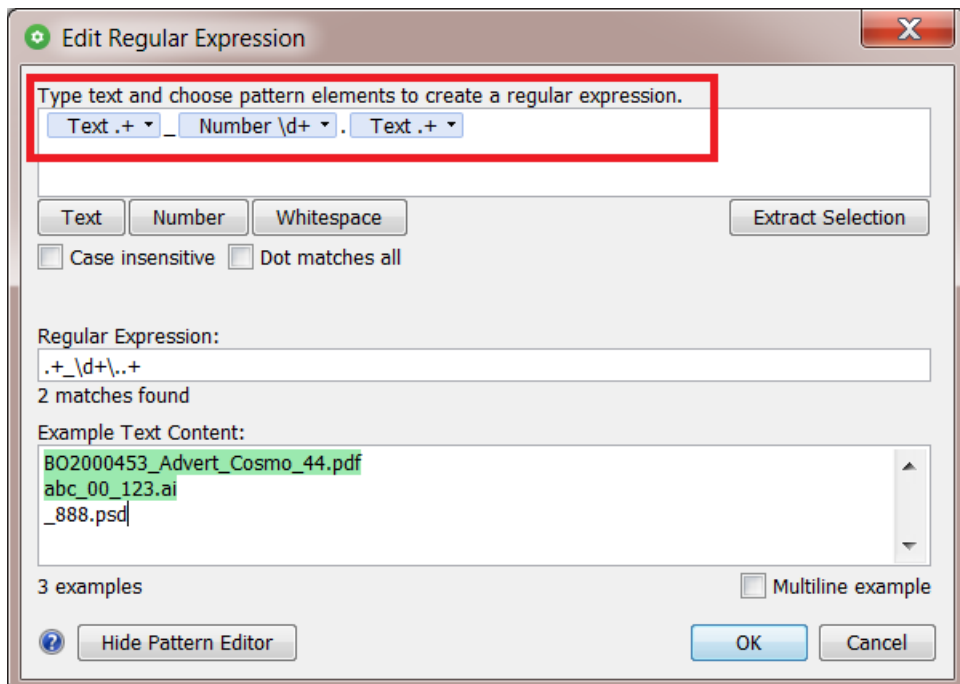 Edit Regular Expression
X
Type text and choose pattern elements to create a regular expression.
Text .+ _ Number \d+ . Text .+
Text Number Whitespace Extract Selection
Case insensitive Dot matches all
Regular Expression:
.+_\d+\..+
2 matches found
Example Text Content:
BO2000453_Advert_Cosmo_44.pdf
abc_00_123.ai
_888.psd
3 examples Multiline example
? Hide Pattern Editor OK Cancel